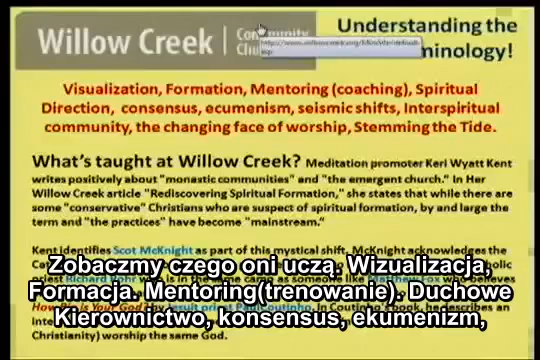 Willow Creek
Understanding the
minology!
Visualization, Formation, Mentoring (coaching), Spiritual
Direction, consensus, ecumenism, seismic shifts, Interspiritual
community, the changing face of worship, Stemming the Tide.
What's taught at Willow Creek? Meditation promoter Keri Wyatt Kent
writes positively about "monastic communities" and "the emergent church." In Her
Willow Creek article "Rediscovering Spiritual Formation," she states that while there are
some "conservative" Christians who are suspect of spiritual formation, by and large the
term and "the practices" have become "mainstream."
Kent identifies Scot McKnight as part of this mystical shift. McKnight acknowledges the
Zobaczmy czego oni uczą. Wizualizacja,
Formacja. Mentoring(trenowanie). Duchowe
Kierownictwo, konsensus, ekumenizm,
Christianity) worship the same God.